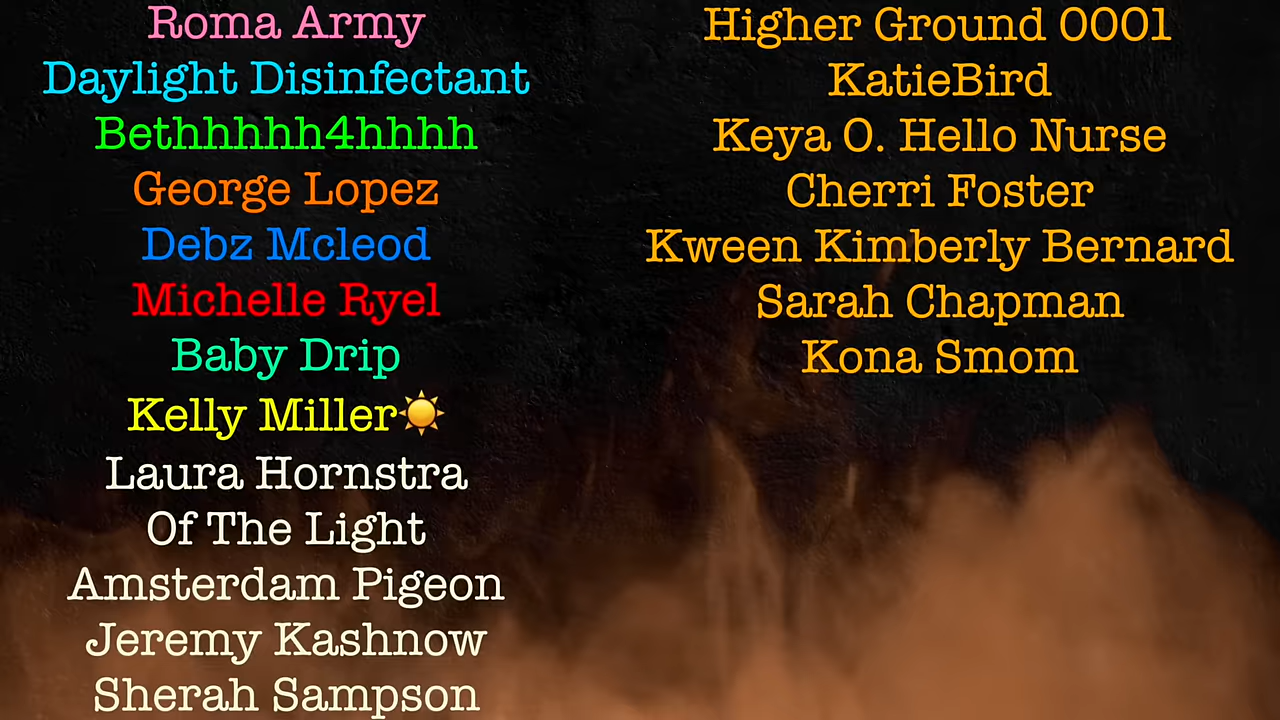 Roma Army
Daylight Disinfectant
Bethhhhhh4hhhh
George Lopez
Debz Mcleod
Michelle Ryel
Baby Drip
Kelly Miller☀️
Laura Hornstra
Of The Light
Amsterdam Pigeon
Jeremy Kashnow
Sherah Sampson
Higher Ground 0001
KatieBird
Keya O. Hello Nurse
Cherri Foster
Kween Kimberly Bernard
Sarah Chapman
Kona Smom